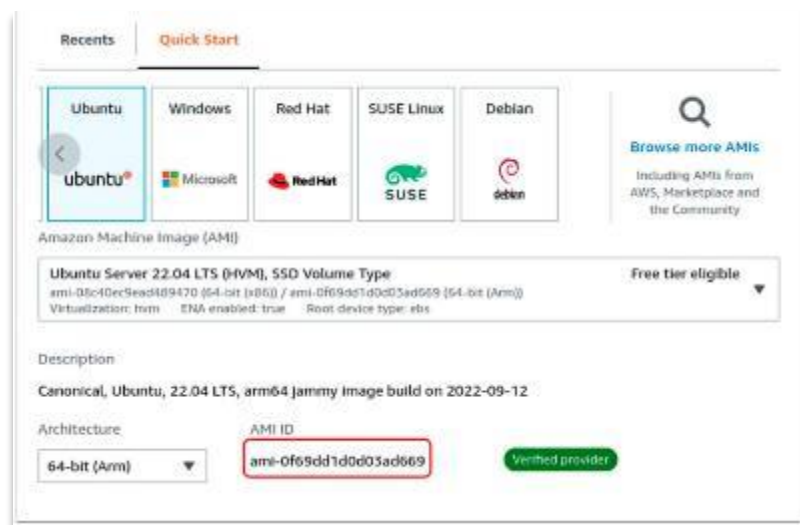 Recents
Quick Start
Ubuntu
Windows
Red Hat
SUSE Linux
Debian
ubuntu
Microsoft
Red Hat
SUSE
debian
Browse more AMIs
Including AMIs from
AWS, Marketplace and
the Community
Amazon Machine Image (AMI)
Ubuntu Server 22.04 LTS (HVM), SSD Volume Type
Free tier eligible
ami-08c40ec9ead489470 (64-bit (x86)) / ami-0f69dd1d0d03ad669 (64-bit (Arm))
Virtualization: hvm ENA enabled: true Root device type: ebs
Description
Canonical, Ubuntu, 22.04 LTS, arm64 jammy image build on 2022-09-12
Architecture
AMI ID
64-bit (Arm)
ami-0f69dd1d0d03ad669
Verified provider